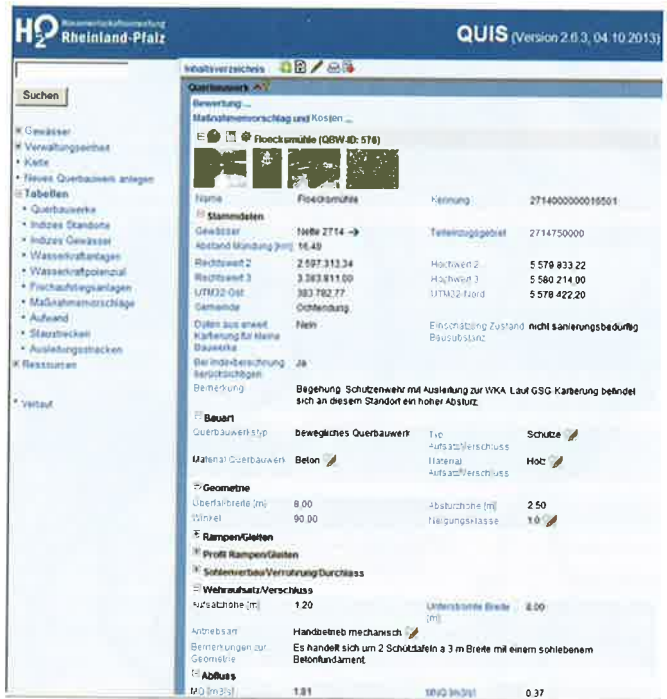 H2O Wasserwirtschaftsverwaltung
Rheinland-Pfalz
QUIS (Version 2.6.3, 04.10.2013)
Inhaltsverzeichnis
Suchen
Gewässer
Verwaltungseinheit
Karte
Neues Querbauwerk anlegen
Tabellen
Querbauwerke
Indizes Standorte
Indizes Gewässer
Wasserkraftanlagen
Wasserkraftpotenzial
Fischaufstiegsanlagen
Maßnahmenvorschläge
Aufwand
Staustrecken
Ausleitungsstrecken
Ressourcen
Verlauf
Querbauwerk
Bewertung ...
Maßnahmenvorschlag und Kosten ...
Floecksmühle (QBW-ID: 576)
Name Floecksmühle Kennung 2714000000016501
Stammdaten
Gewässer Nette 2714 → Teileinzugsgebiet 2714750000
Abstand Mündung [km] 16,49
Rechtswert 2 2 597 313,34 Hochwert 2 5 579 833,22
Rechtswert 3 3 383 811,00 Hochwert 3 5 580 214,00
UTM32-Ost 383 782,77 UTM32-Nord 5 578 422,20
Gemeinde Ochtendung
Daten aus erweit. Kartierung für kleine Bauwerke Nein Einschätzung Zustand Bausubstanz nicht sanierungsbedürftig
Bei Indexberechnung berücksichtigen Ja
Bemerkung Begehung: Schützenwehr mit Ausleitung zur WKA. Laut GSG-Kartierung befindet
sich an diesem Standort ein hoher Absturz.
Bauart
Querbauwerkstyp bewegliches Querbauwerk Typ Aufsatz/Verschluss Schütze
Material Querbauwerk Beton Material Aufsatz/Verschluss Holz
Geometrie
Überfallbreite [m] 8,00 Absturzhöhe [m] 2,50
Winkel 90,00 Neigungsklasse 1:0
Rampen/Gleiten
Profil Rampen/Gleiten
Sohlenverbau/Verrohrung/Durchlass
Wehraufsatz/Verschluss
Aufsatzhöhe [m] 1,20 Unterströmte Breite [m] 8,00
Antriebsart Handbetrieb mechanisch
Bemerkungen zur Geometrie Es handelt sich um 2 Schütztafeln a 3 m Breite mit einem sohlebenem
Betonfundament.
Abfluss
MQ [m3/s] 1.81 MNQ [m3/s] 0.37